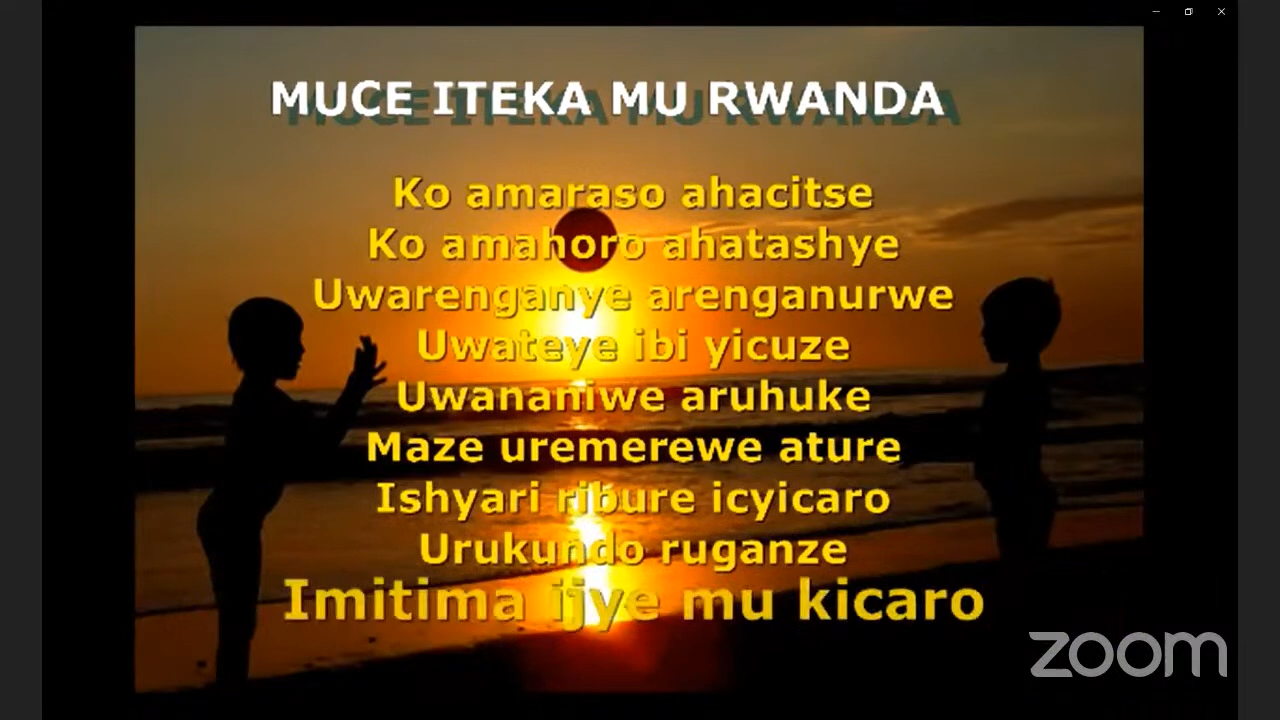 MUCE ITEKA MU RWANDA
Ko amaraso ahacitse
Ko amahoro ahatashye
Uwarenganye arenganurwe
Uwateye ibi yicuze
Uwananiwe aruhuke
Maze uremerewe ature
Ishyari ribure icyicaro
Urukundo ruganze
Imitima ijye mu kicaro
zoom